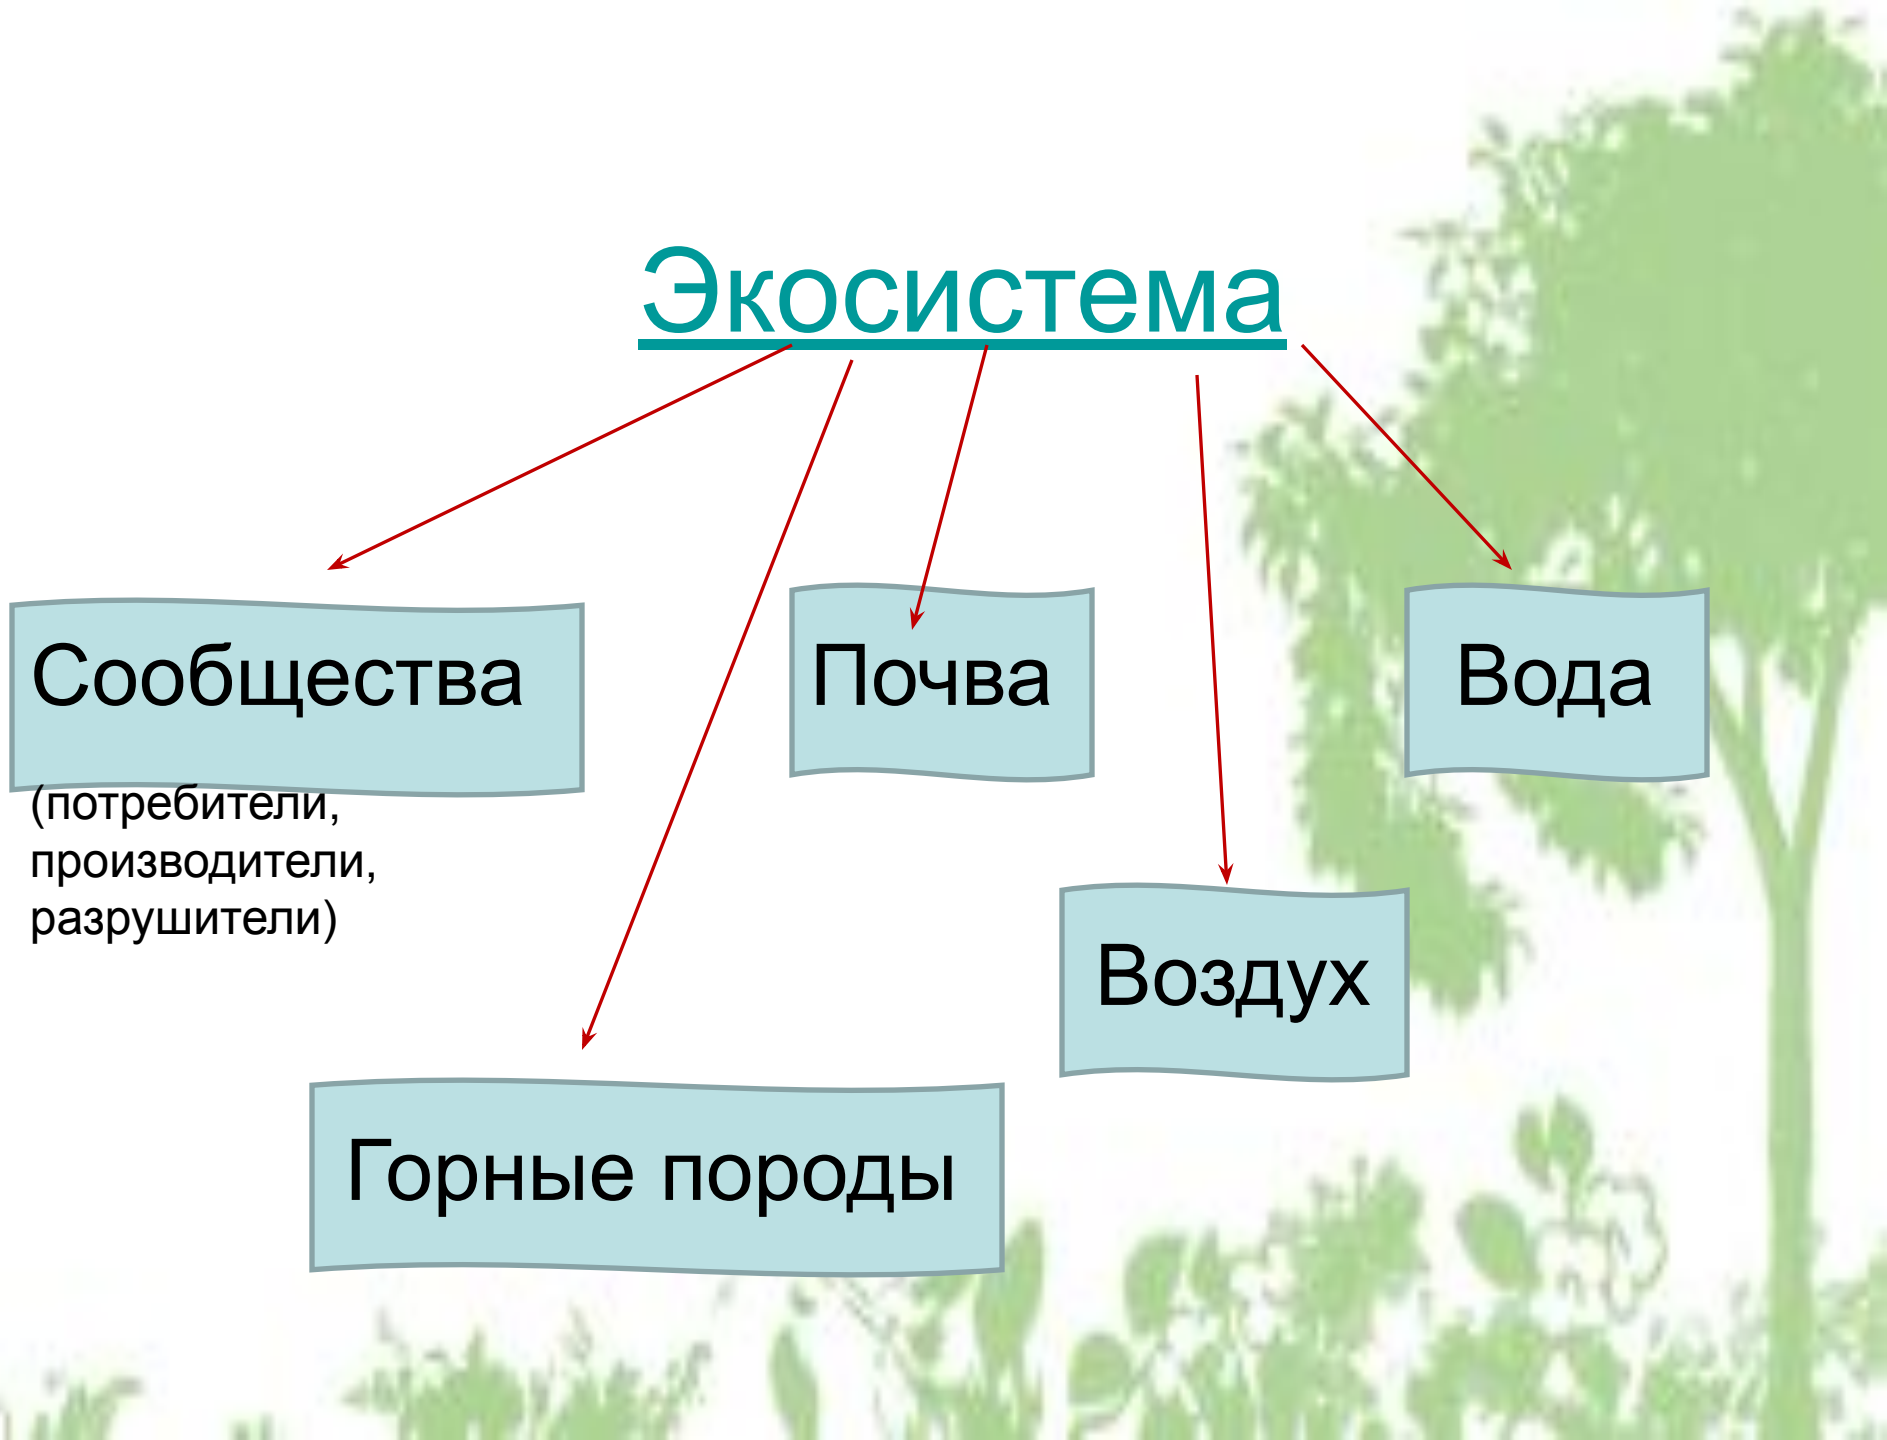 Экосистема
Сообщества
(потребители,
производители,
разрушители)
Почва
Вода
Воздух
Горные породы